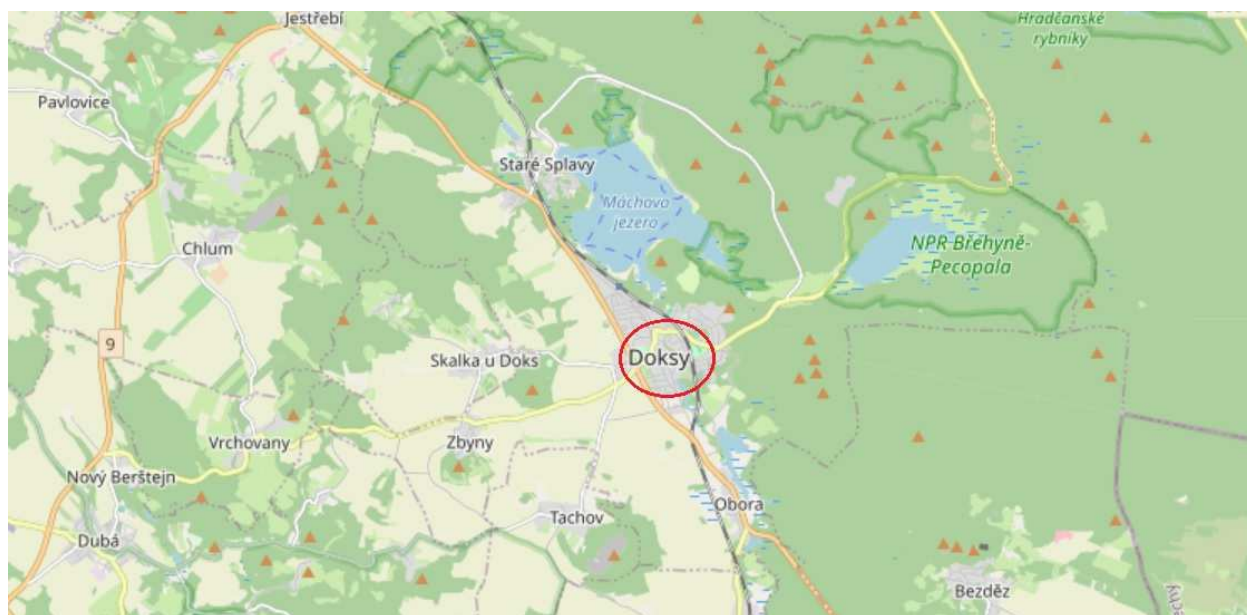 Jestřebí
Hradčanské
rybníky
Pavlovice
Staré Splavy
Máchovo
jezero
Chlum
NPR Břehyně-
Pecopala
9
Skalka u Doks
Doksy
Vrchovany
Zbyny
Nový Berštejn
Obora
Tachov
Dubá
Bezděz